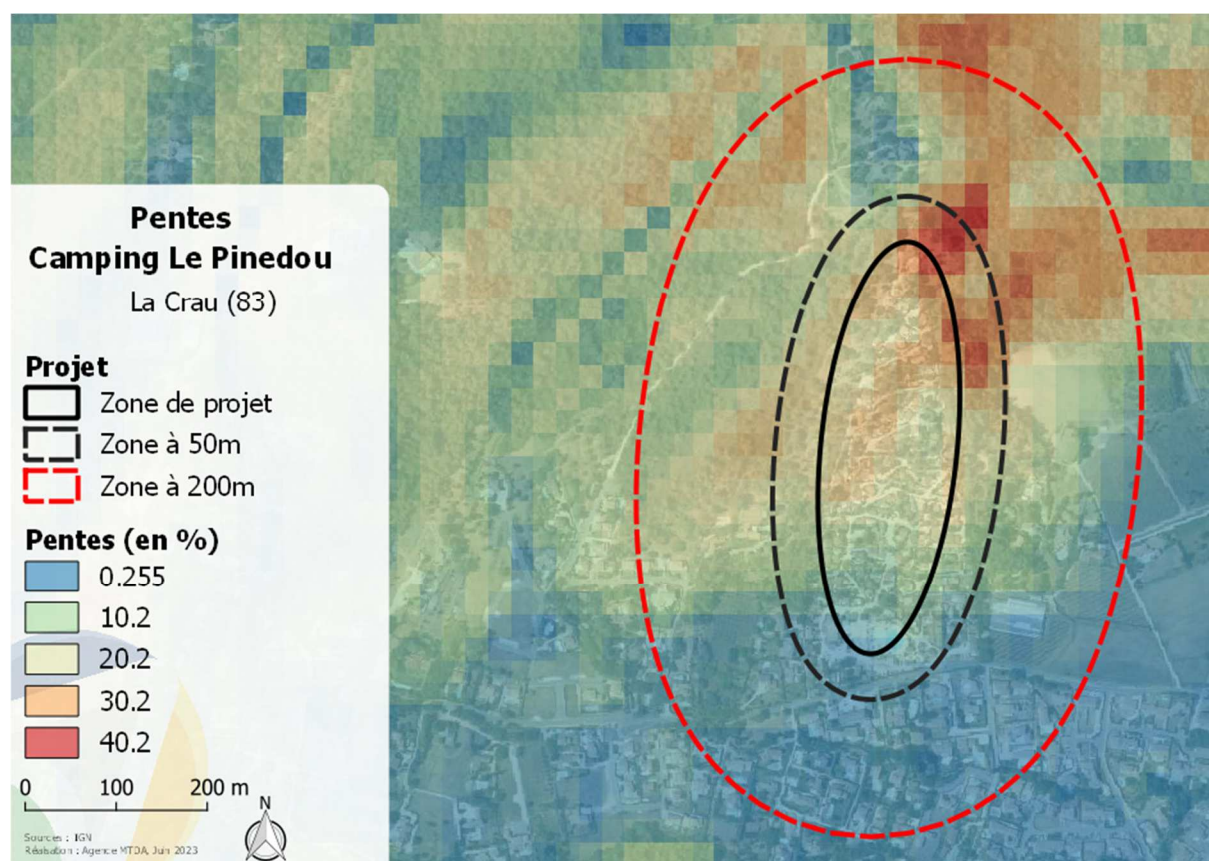 Pentes
Camping Le Pinedou
La Crau (83)
Projet
Zone de projet
Zone à 50m
Zone à 200m
Pentes (en %)
0.255
10.2
20.2
30.2
40.2
0 100 200 m
N
Sources : IGN
Réalisation : Agence MTDA, Juin 2023